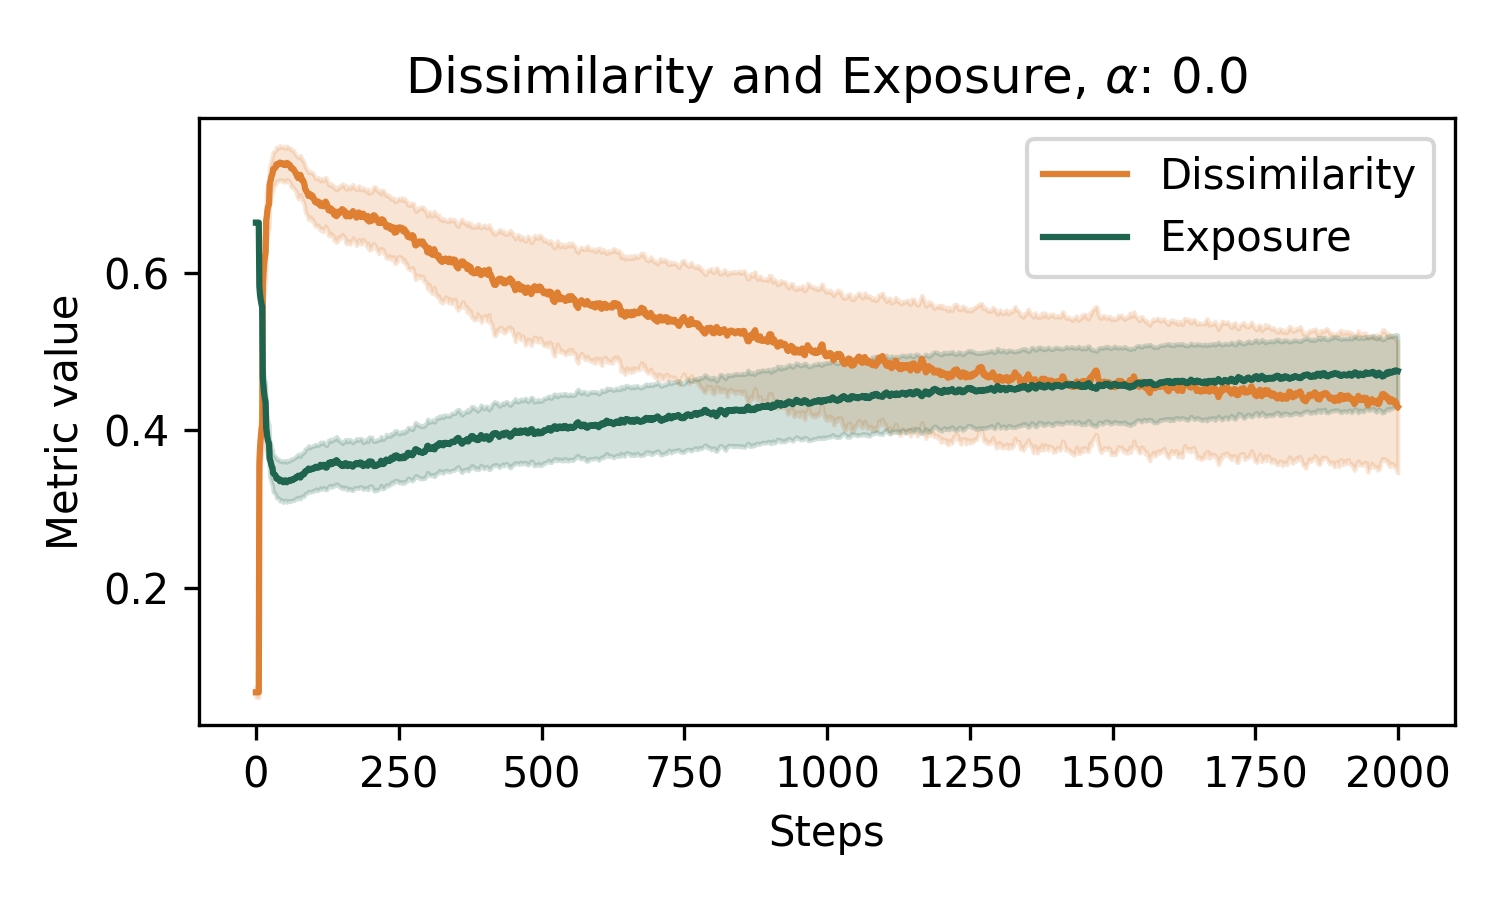 Dissimilarity and Exposure, α: 0.0
Dissimilarity
Exposure
Metric value
0.6
0.4
0.2
0 250 500 750 1000 1250 1500 1750 2000
Steps